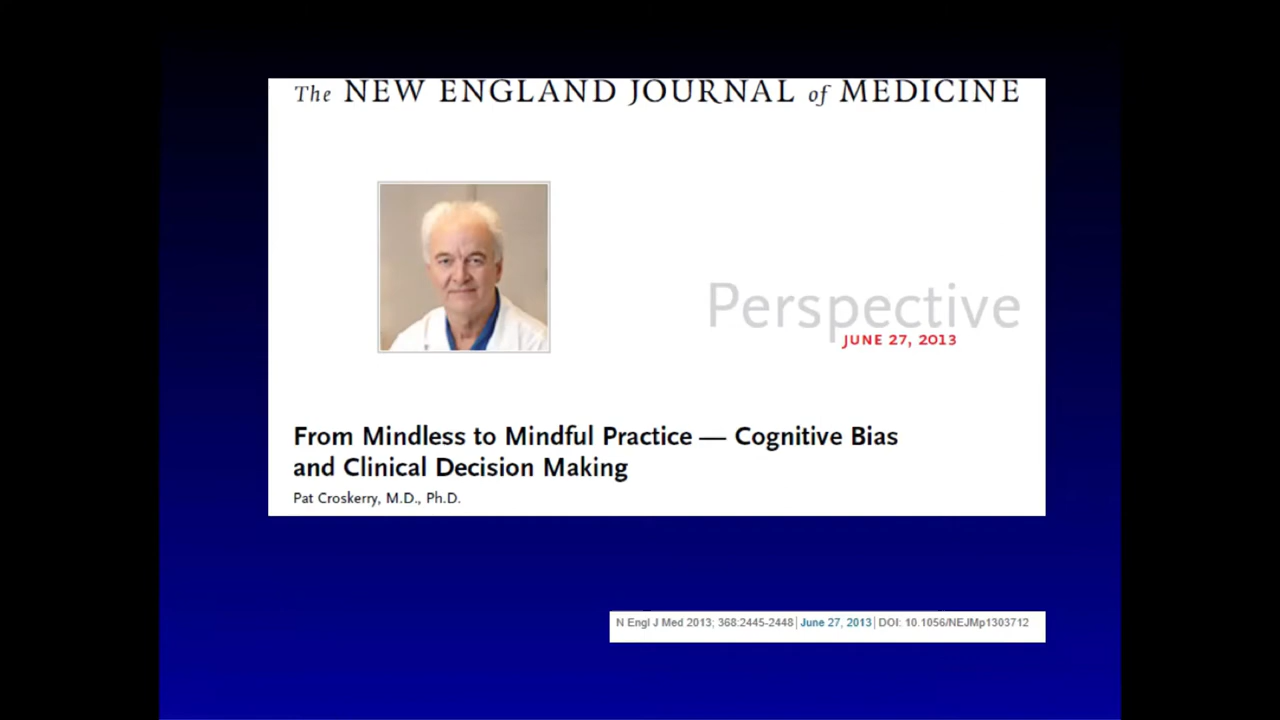 The NEW ENGLAND JOURNAL of MEDICINE
Perspective
JUNE 27, 2013
From Mindless to Mindful Practice — Cognitive Bias
and Clinical Decision Making
Pat Croskerry, M.D., Ph.D.
N Engl J Med 2013; 368:2445-2448 | June 27, 2013 | DOI: 10.1056/NEJMp1303712